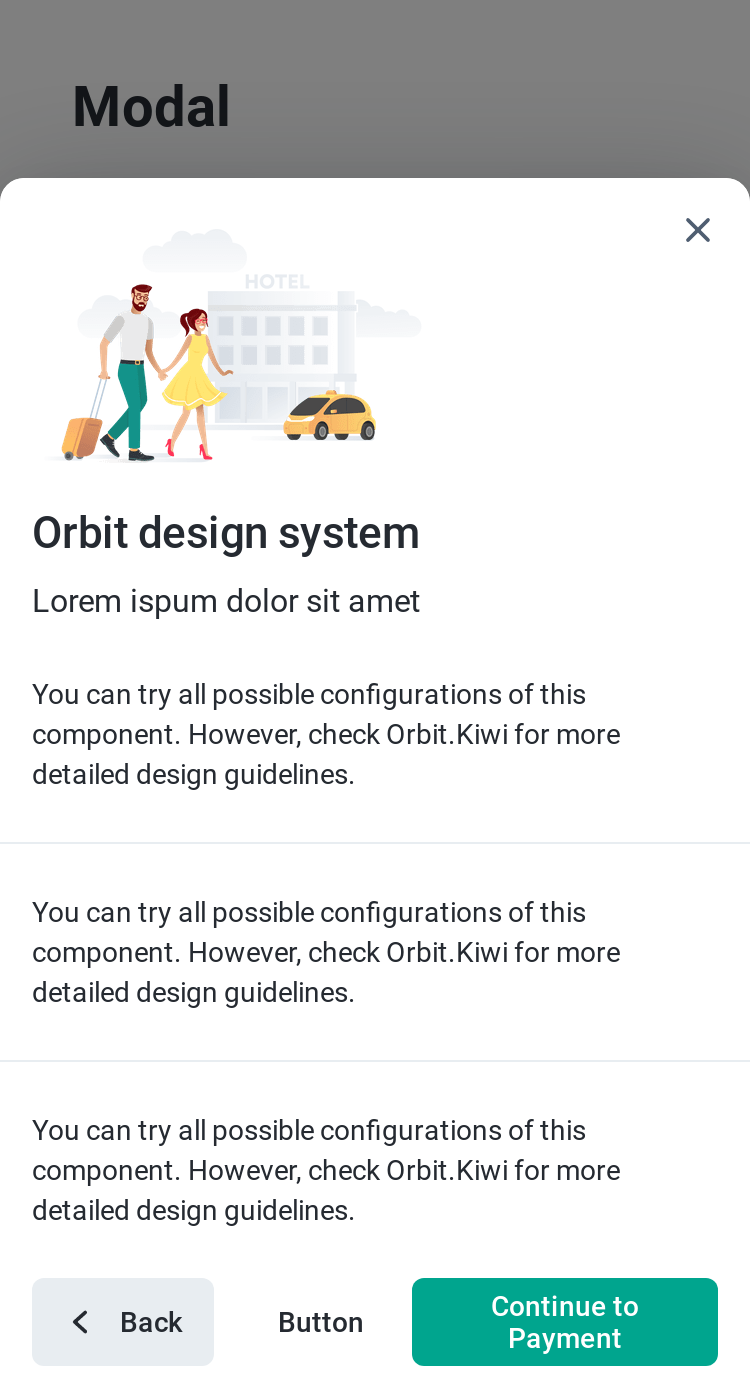 Modal
HOTEL
Orbit design system
Lorem ispum dolor sit amet
You can try all possible configurations of this
component. However, check Orbit.Kiwi for more
detailed design guidelines.
You can try all possible configurations of this
component. However, check Orbit.Kiwi for more
detailed design guidelines.
You can try all possible configurations of this
component. However, check Orbit.Kiwi for more
detailed design guidelines.
Back
Button
Continue to
Payment